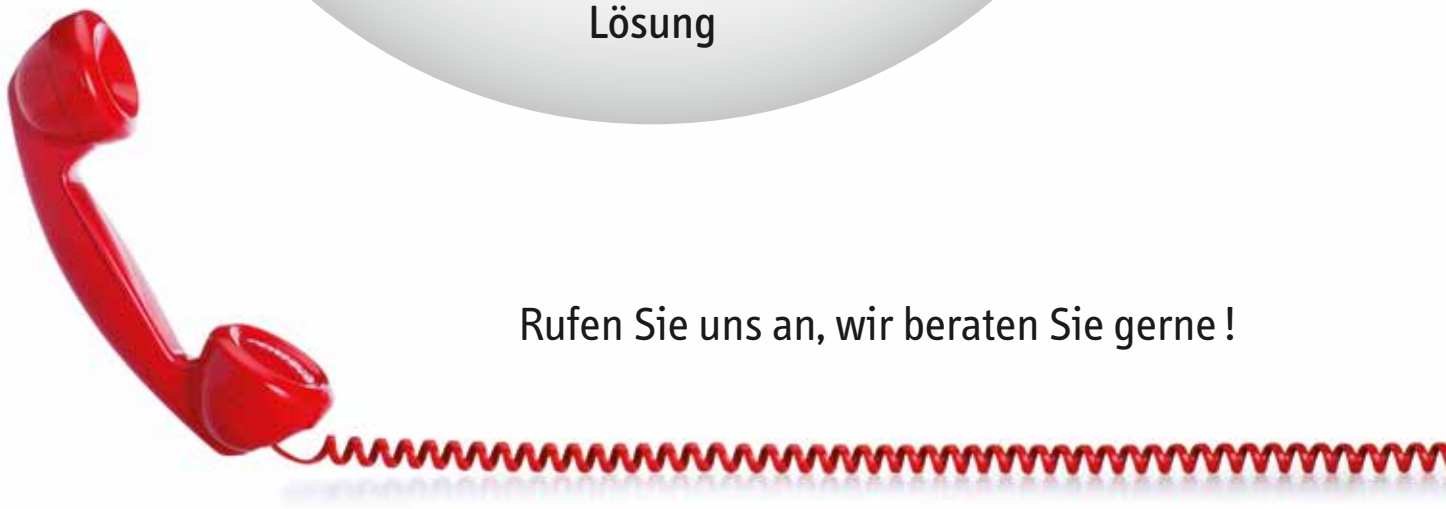 Lösung
Rufen Sie uns an, wir beraten Sie gerne !